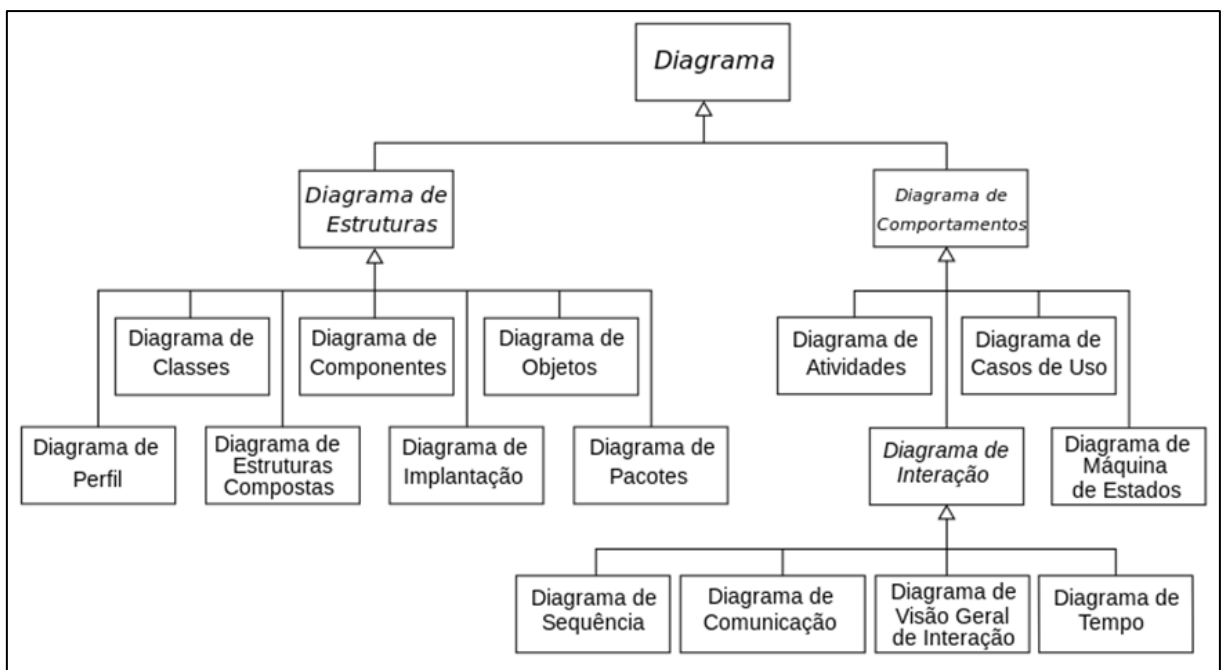 Diagrama
Diagrama de
Estruturas
Diagrama de
Comportamentos
Diagrama de
Classes
Diagrama de
Componentes
Diagrama de
Objetos
Diagrama de
Atividades
Diagrama de
Casos de Uso
Diagrama de
Perfil
Diagrama de
Estruturas
Compostas
Diagrama de
Implantação
Diagrama de
Pacotes
Diagrama de
Interação
Diagrama de
Máquina
de Estados
Diagrama de
Sequência
Diagrama de
Comunicação
Diagrama de
Visão Geral
de Interação
Diagrama de
Tempo